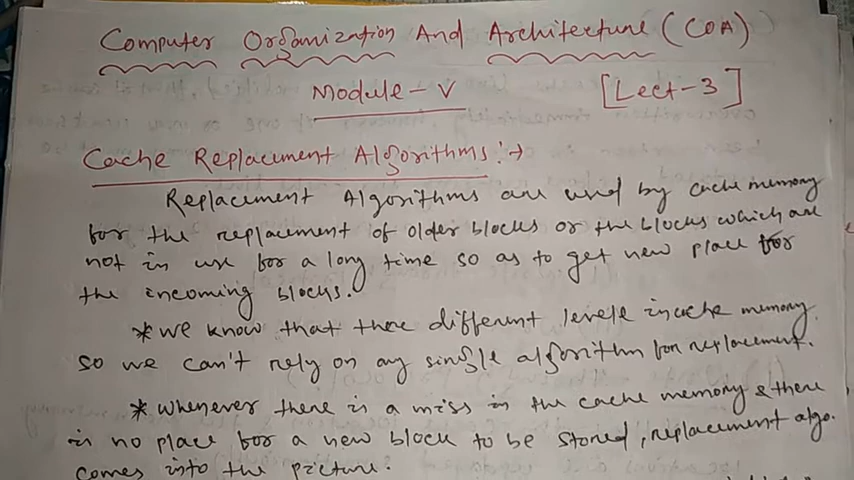 Computer Organization And Architecture (COA)
Module - V [Lect-3]
Cache Replacement Algorithms:→
Replacement Algorithms are used by cache memory
for the replacement of older blocks or the blocks which are
not in use for a long time so as to get new place for
the incoming blocks.
*We know that there different levels in cache memory
so we can't rely on any single algorithm for replacement.
*Whenever there is a miss in the cache memory & there
is no place for a new block to be stored, replacement algo.
comes into the picture.